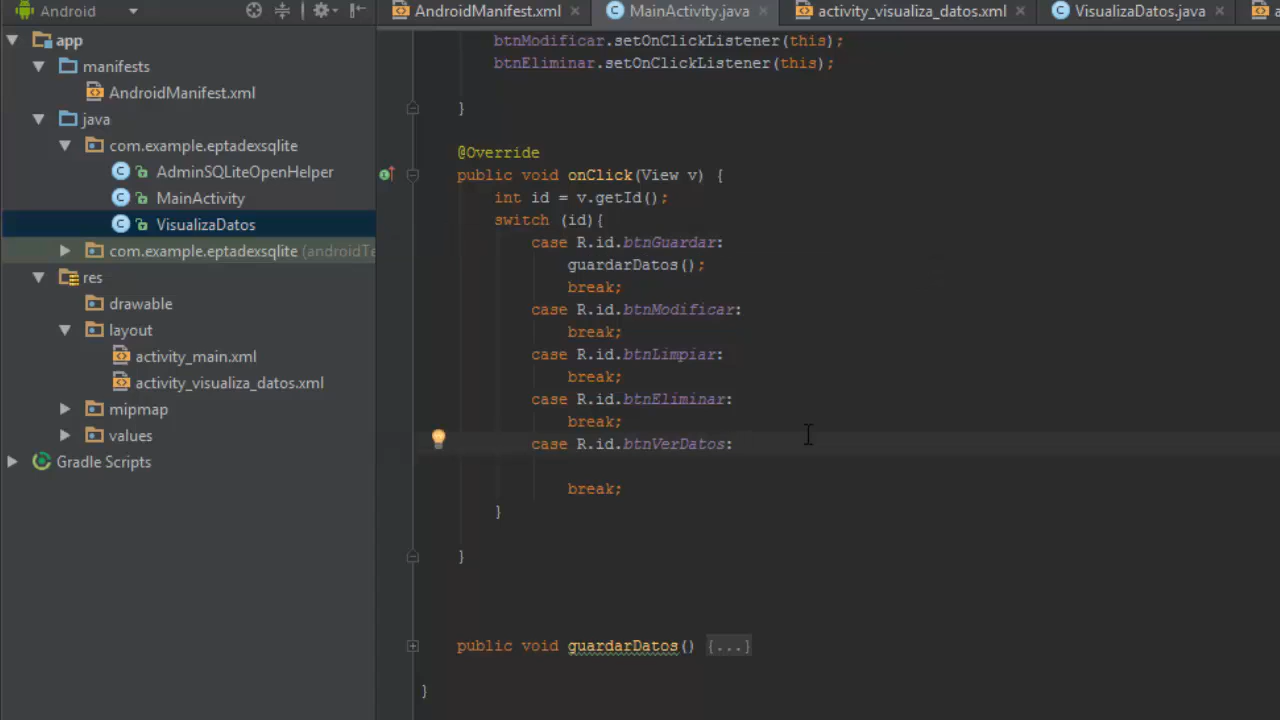 Android
AndroidManifest.xml
MainActivity.java
activity_visualiza_datos.xml
VisualizaDatos.java
app
manifests
AndroidManifest.xml
java
com.example.eptadexsqlite
AdminSQLiteOpenHelper
MainActivity
VisualizaDatos
com.example.eptadexsqlite (androidTe
res
drawable
layout
activity_main.xml
activity_visualiza_datos.xml
mipmap
values
Gradle Scripts
btnModificar.setOnClickListener(this);
btnEliminar.setOnClickListener(this);
}
@Override
public void onClick(View v) {
int id = v.getId();
switch (id){
case R.id.btnGuardar:
guardarDatos();
break;
case R.id.btnModificar:
break;
case R.id.btnLimpiar:
break;
case R.id.btnEliminar:
break;
case R.id.btnVerDatos:
break;
}
}
public void guardarDatos() {...}
}